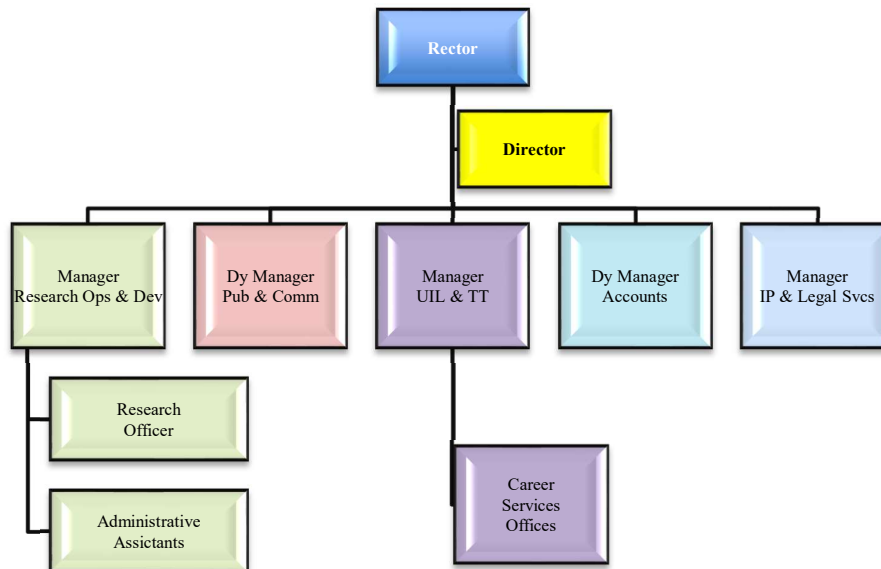 Rector
Director
Manager
Research Ops & Dev
Dy Manager
Pub & Comm
Manager
UIL & TT
Dy Manager
Accounts
Manager
IP & Legal Svcs
Research
Officer
Administrative
Assictants
Career
Services
Offices